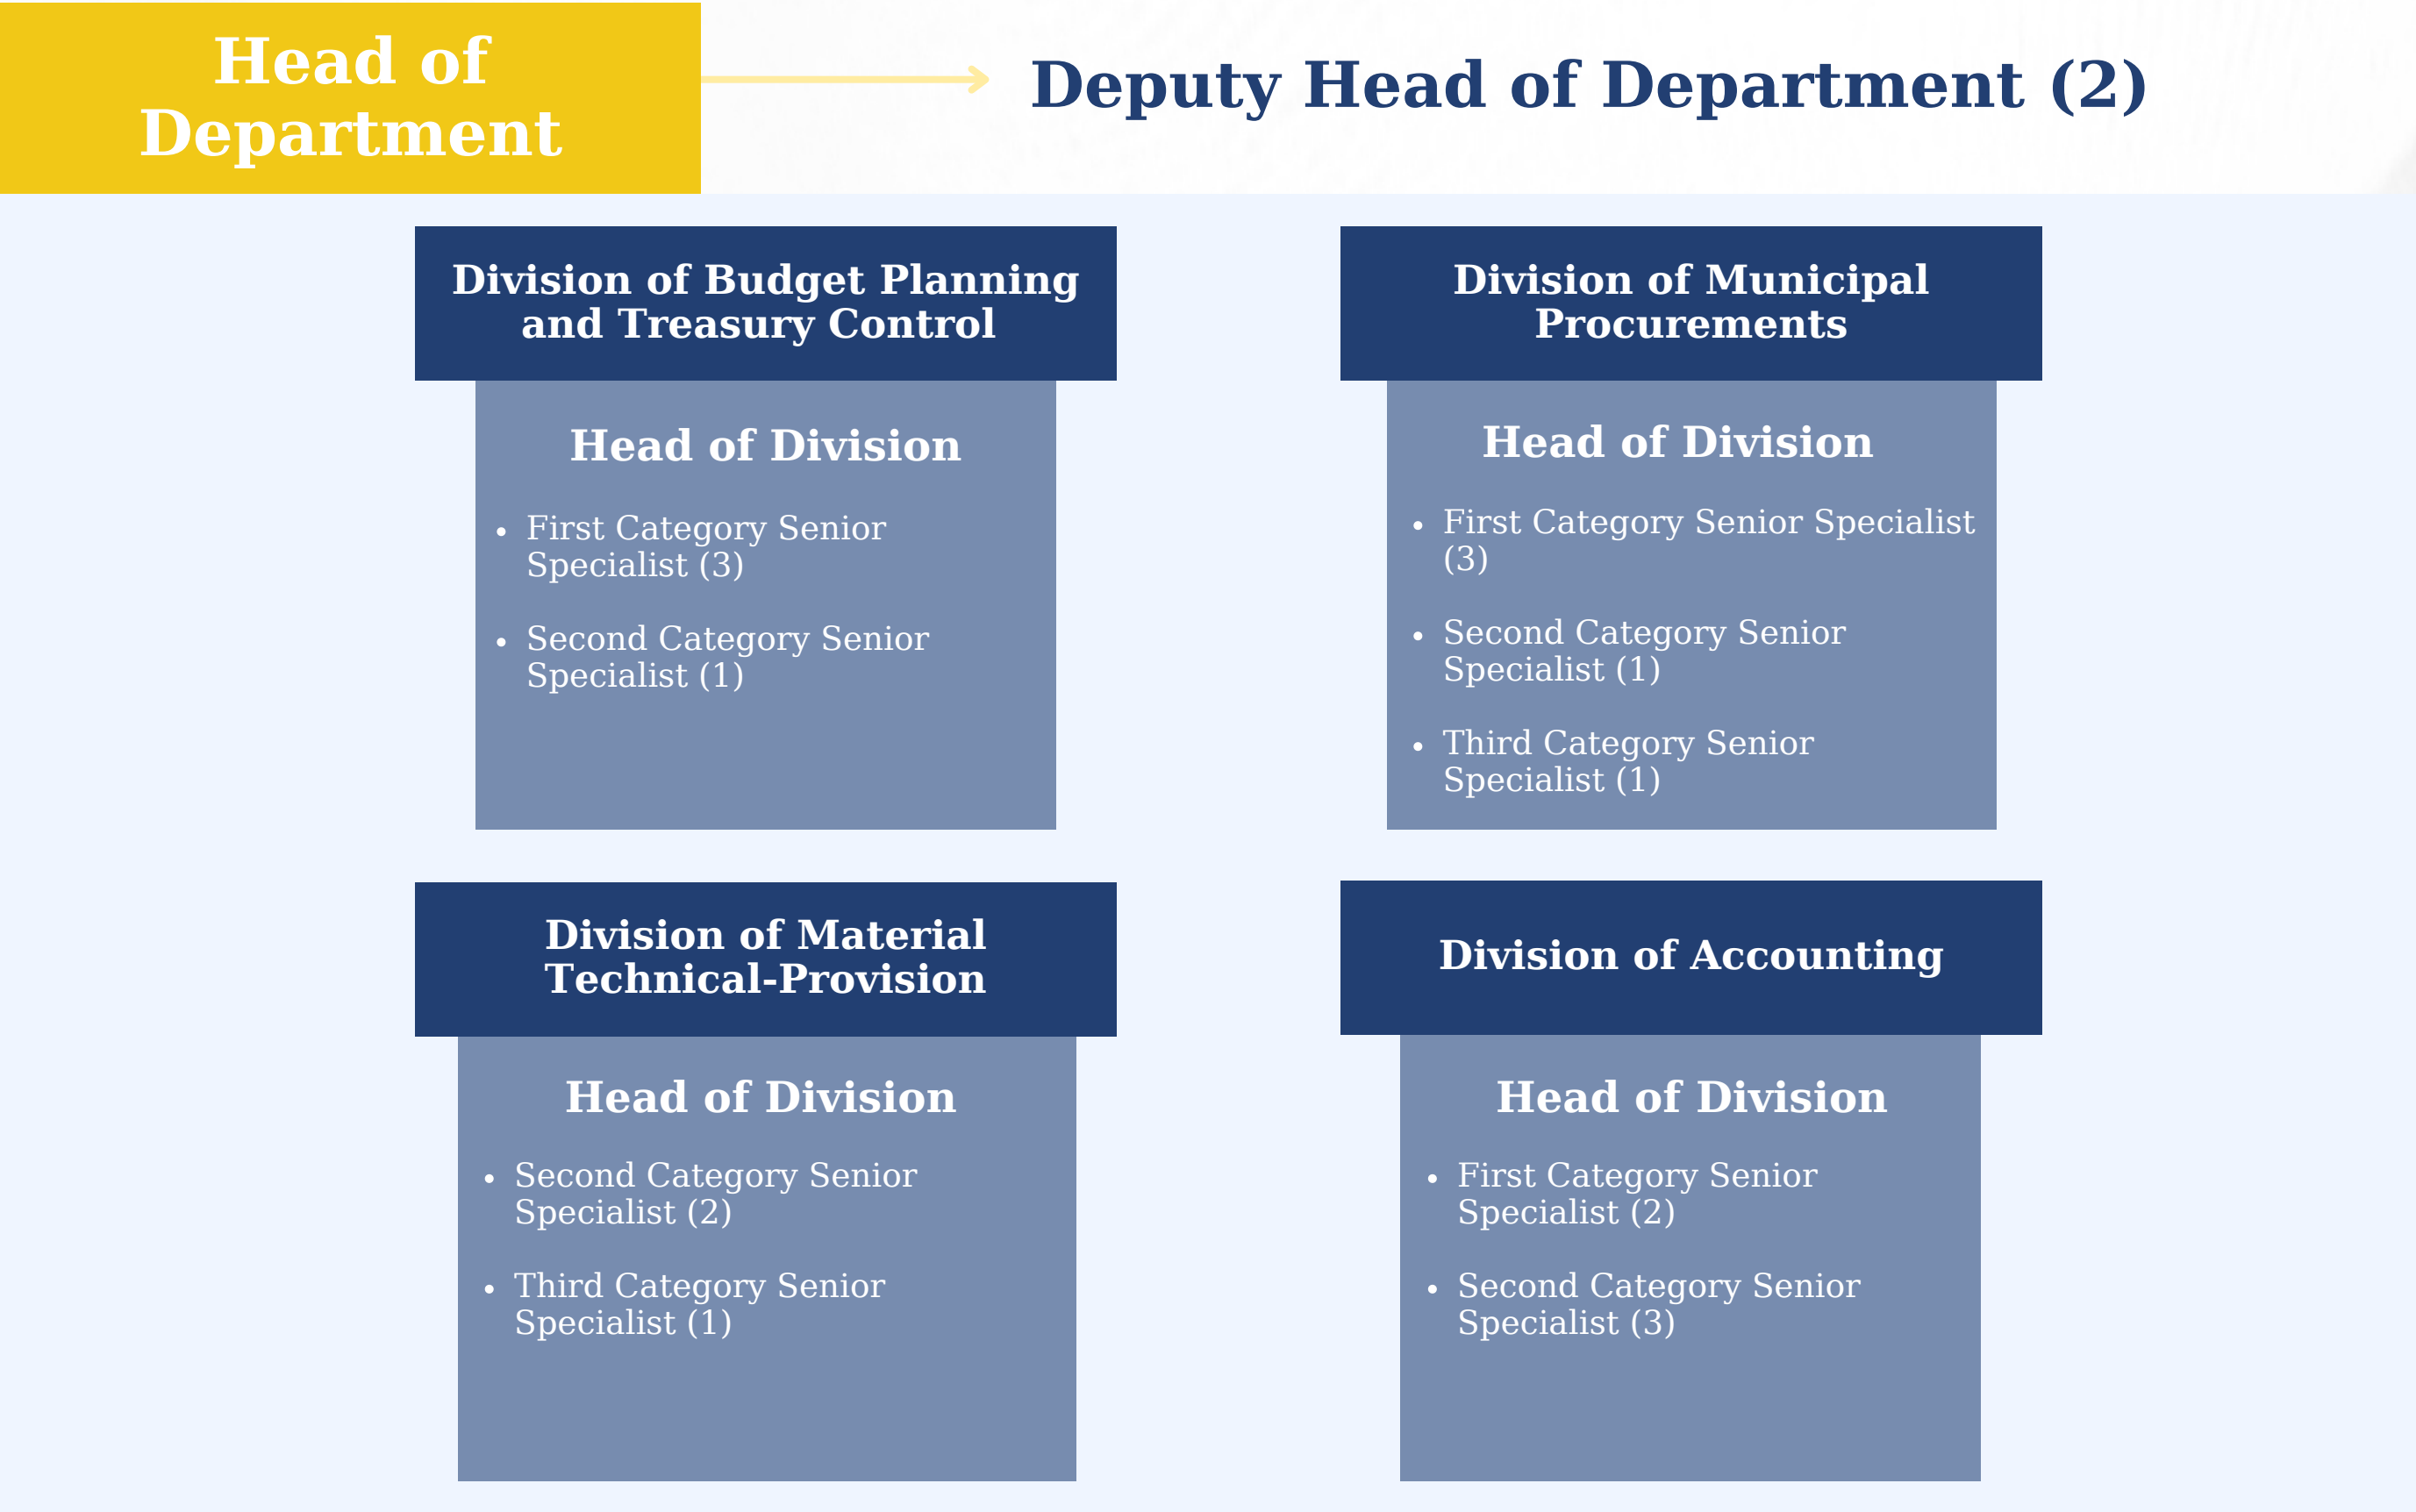 Head of
Department
Deputy Head of Department (2)
Division of Budget Planning
and Treasury Control
Head of Division
• First Category Senior
Specialist (3)
• Second Category Senior
Specialist (1)
Division of Municipal
Procurements
Head of Division
• First Category Senior Specialist
(3)
• Second Category Senior
Specialist (1)
• Third Category Senior
Specialist (1)
Division of Material
Technical-Provision
Head of Division
• Second Category Senior
Specialist (2)
• Third Category Senior
Specialist (1)
Division of Accounting
Head of Division
• First Category Senior
Specialist (2)
• Second Category Senior
Specialist (3)